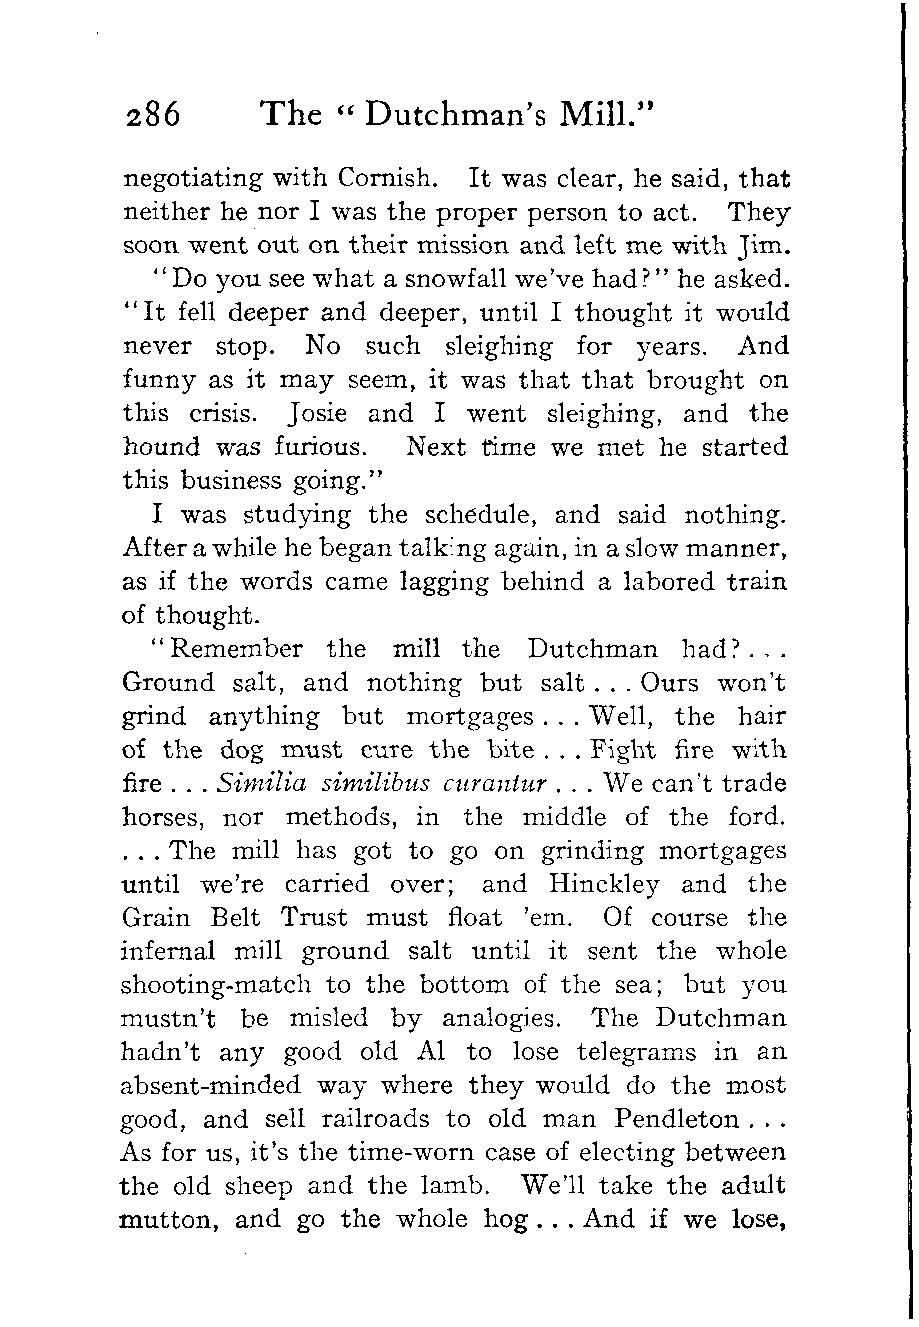 286 The “ Dutchman's Mill.”
negotiating with Cornish. It was clear, he said, that
neither he nor I was the proper person to act. They
soon went out on their mission and left me with Jim.
“Do you see what a snowfall we've had?” he asked.
“It fell deeper and deeper, until I thought it would
never stop. No such sleighing for years. And
funny as it may seem, it was that that brought on
this crisis. Josie and I went sleighing, and the
hound was furious. Next time we met he started
this business going.”
I was studying the schedule, and said nothing.
After a while he began talking again, in a slow manner,
as if the words came lagging behind a labored train
of thought.
“Remember the mill the Dutchman had? . . .
Ground salt, and nothing but salt . . . Ours won't
grind anything but mortgages . . . Well, the hair
of the dog must cure the bite . . . Fight fire with
fire . . . Similia similibus curantur . . . We can't trade
horses, nor methods, in the middle of the ford.
. . . The mill has got to go on grinding mortgages
until we're carried over; and Hinckley and the
Grain Belt Trust must float 'em. Of course the
infernal mill ground salt until it sent the whole
shooting-match to the bottom of the sea; but you
mustn't be misled by analogies. The Dutchman
hadn't any good old Al to lose telegrams in an
absent-minded way where they would do the most
good, and sell railroads to old man Pendleton . . .
As for us, it's the time-worn case of electing between
the old sheep and the lamb. We'll take the adult
mutton, and go the whole hog . . . And if we lose,